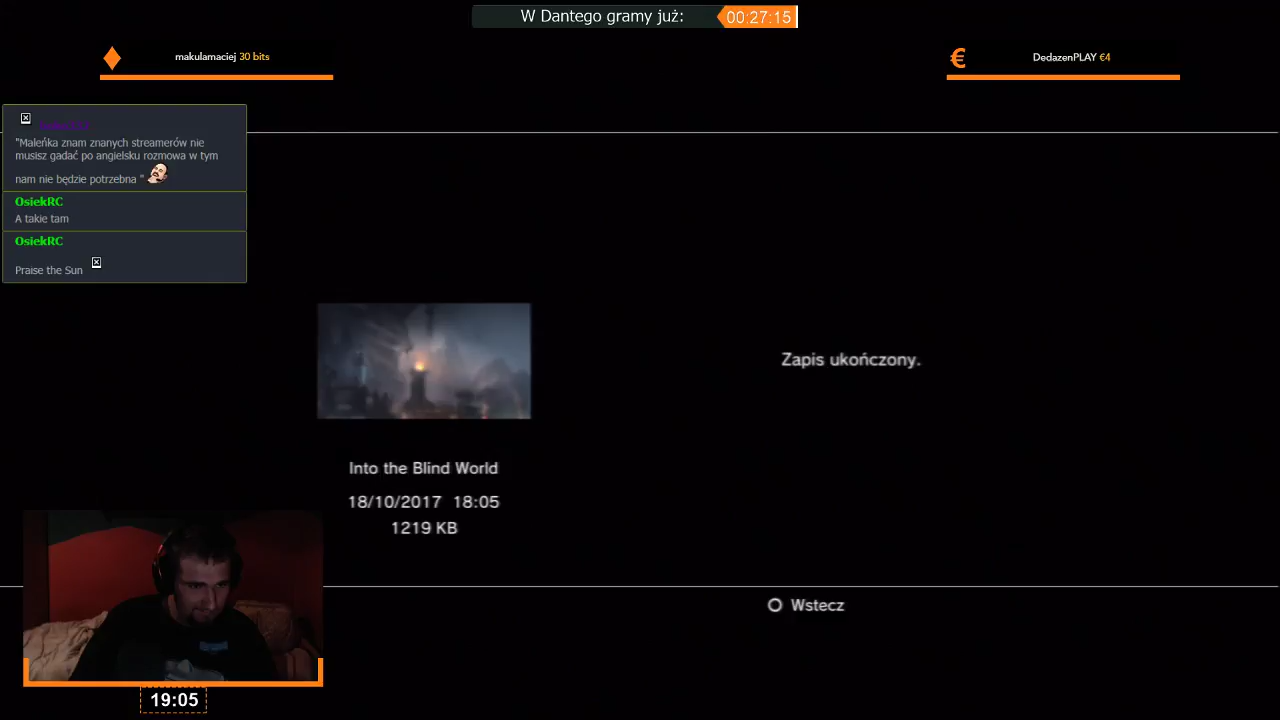 W Dantego gramy już:
00:27:15
makulamaciej 30 bits
€
DedazenPLAY €4
"Maleńka znam znanych streamerów nie
musisz gadać po angielsku rozmowa w tym
nam nie będzie potrzebna "
OsiekRC
A takie tam
OsiekRC
Praise the Sun
Zapis ukończony.
Into the Blind World
18/10/2017 18:05
1219 KB
O Wstecz
19:05